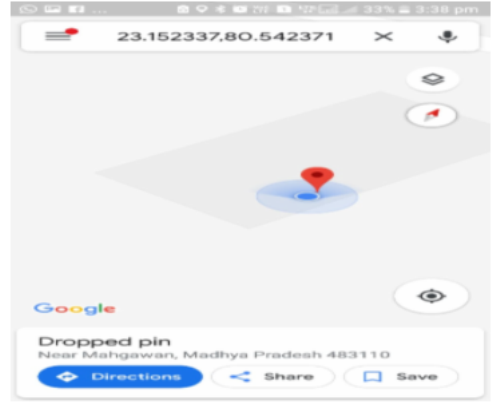 33% 3:38 pm
23.152337,80.542371
Google
Dropped pin
Near Mahgawan, Madhya Pradesh 483110
Directions Share Save